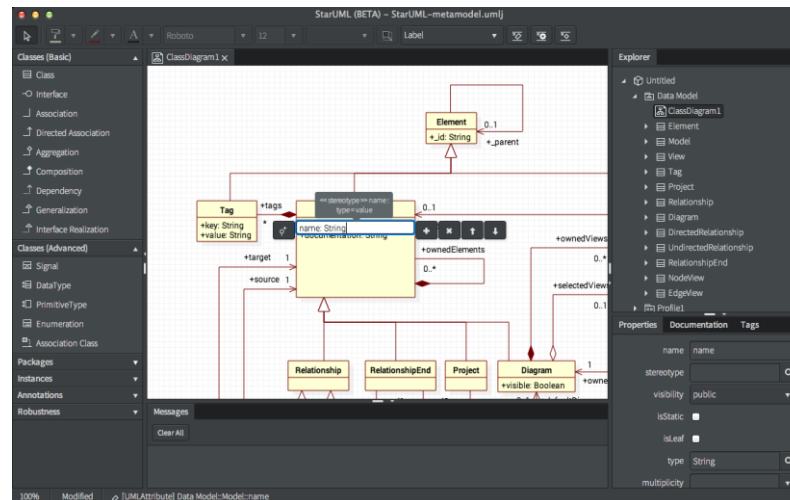 StarUML (BETA) – StarUML-metamodel.umlj
Roboto
12
Label
Classes (Basic)
Class
Interface
Association
Directed Association
Aggregation
Composition
Dependency
Generalization
Interface Realization
Classes (Advanced)
Signal
DataType
PrimitiveType
Enumeration
Association Class
Packages
Instances
Annotations
Robustness
ClassDiagram1
Element
+_id: String
0..1
+_parent
Tag
+key: String
+value: String
+tags
*
<<stereotype>> name :
type = value
name: String
+documentation: String
0..1
+target 1
+source 1
+ownedElements
0..*
+ownedViews
0..*
+selectedViews
0..1
Relationship
RelationshipEnd
Project
Diagram
+visible: Boolean
1
+owne
Messages
Clear All
Explorer
Untitled
Data Model
ClassDiagram1
Element
Model
View
Tag
Project
Relationship
Diagram
DirectedRelationship
UndirectedRelationship
RelationshipEnd
NodeView
EdgeView
Profile1
Properties Documentation Tags
name name
stereotype
visibility public
isStatic
isLeaf
type String
multiplicity
100% Modified [UMLAttribute] Data Model::Model::name